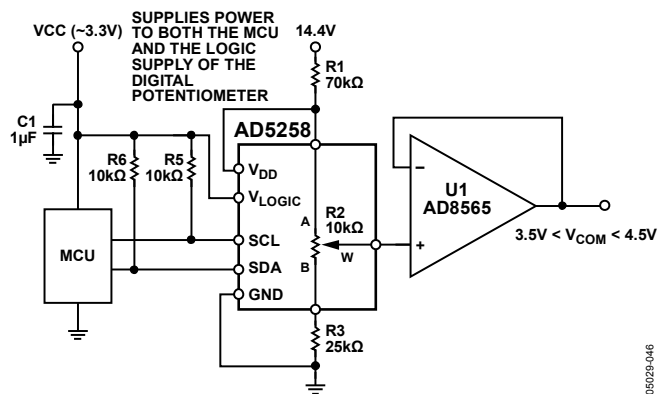 SUPPLIES POWER
TO BOTH THE MCU
AND THE LOGIC
SUPPLY OF THE
DIGITAL
POTENTIOMETER
VCC (~3.3V)
14.4V
R1
70kΩ
C1
1µF
R6
10kΩ
R5
10kΩ
AD5258
VDD
VLOGIC
SCL
SDA
GND
MCU
A
R2
10kΩ
B
W
R3
25kΩ
−
+
U1
AD8565
3.5V < VCOM < 4.5V
05029-046